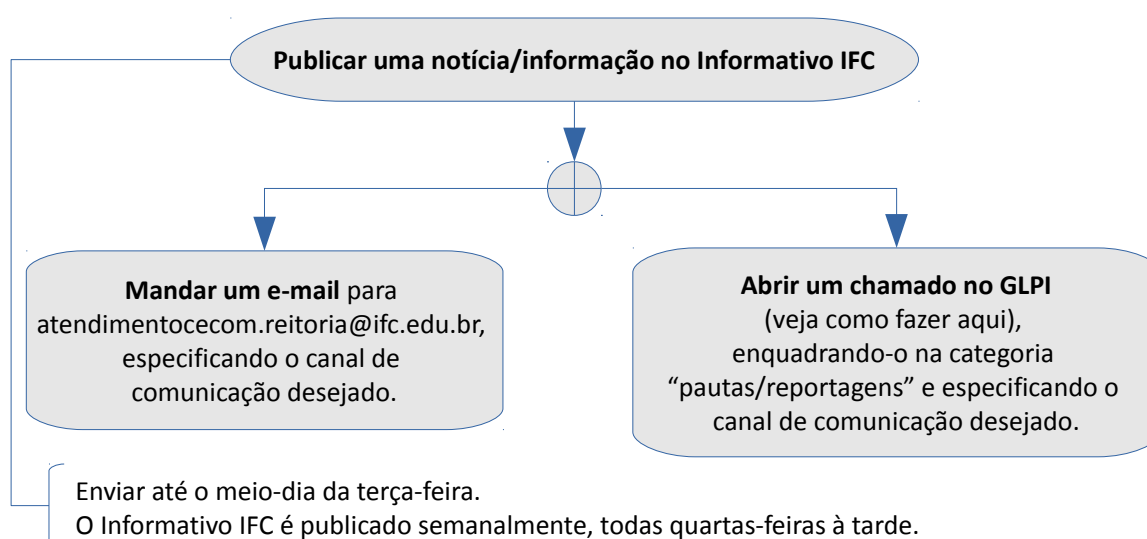 Publicar uma notícia/informação no Informativo IFC
Mandar um e-mail para
atendimentocecom.reitoria@ifc.edu.br,
especificando o canal de
comunicação desejado.
Abrir um chamado no GLPI
(veja como fazer aqui),
enquadrando-o na categoria
“pautas/reportagens” e especificando o
canal de comunicação desejado.
Enviar até o meio-dia da terça-feira.
O Informativo IFC é publicado semanalmente, todas quartas-feiras à tarde.